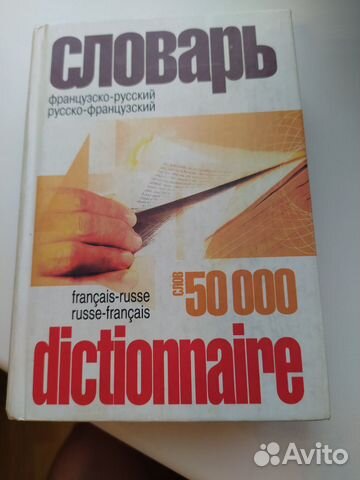 словарь
французско-русский
русско-французский
français-russe
russe-français
слов 50 000
dictionnaire
Avito